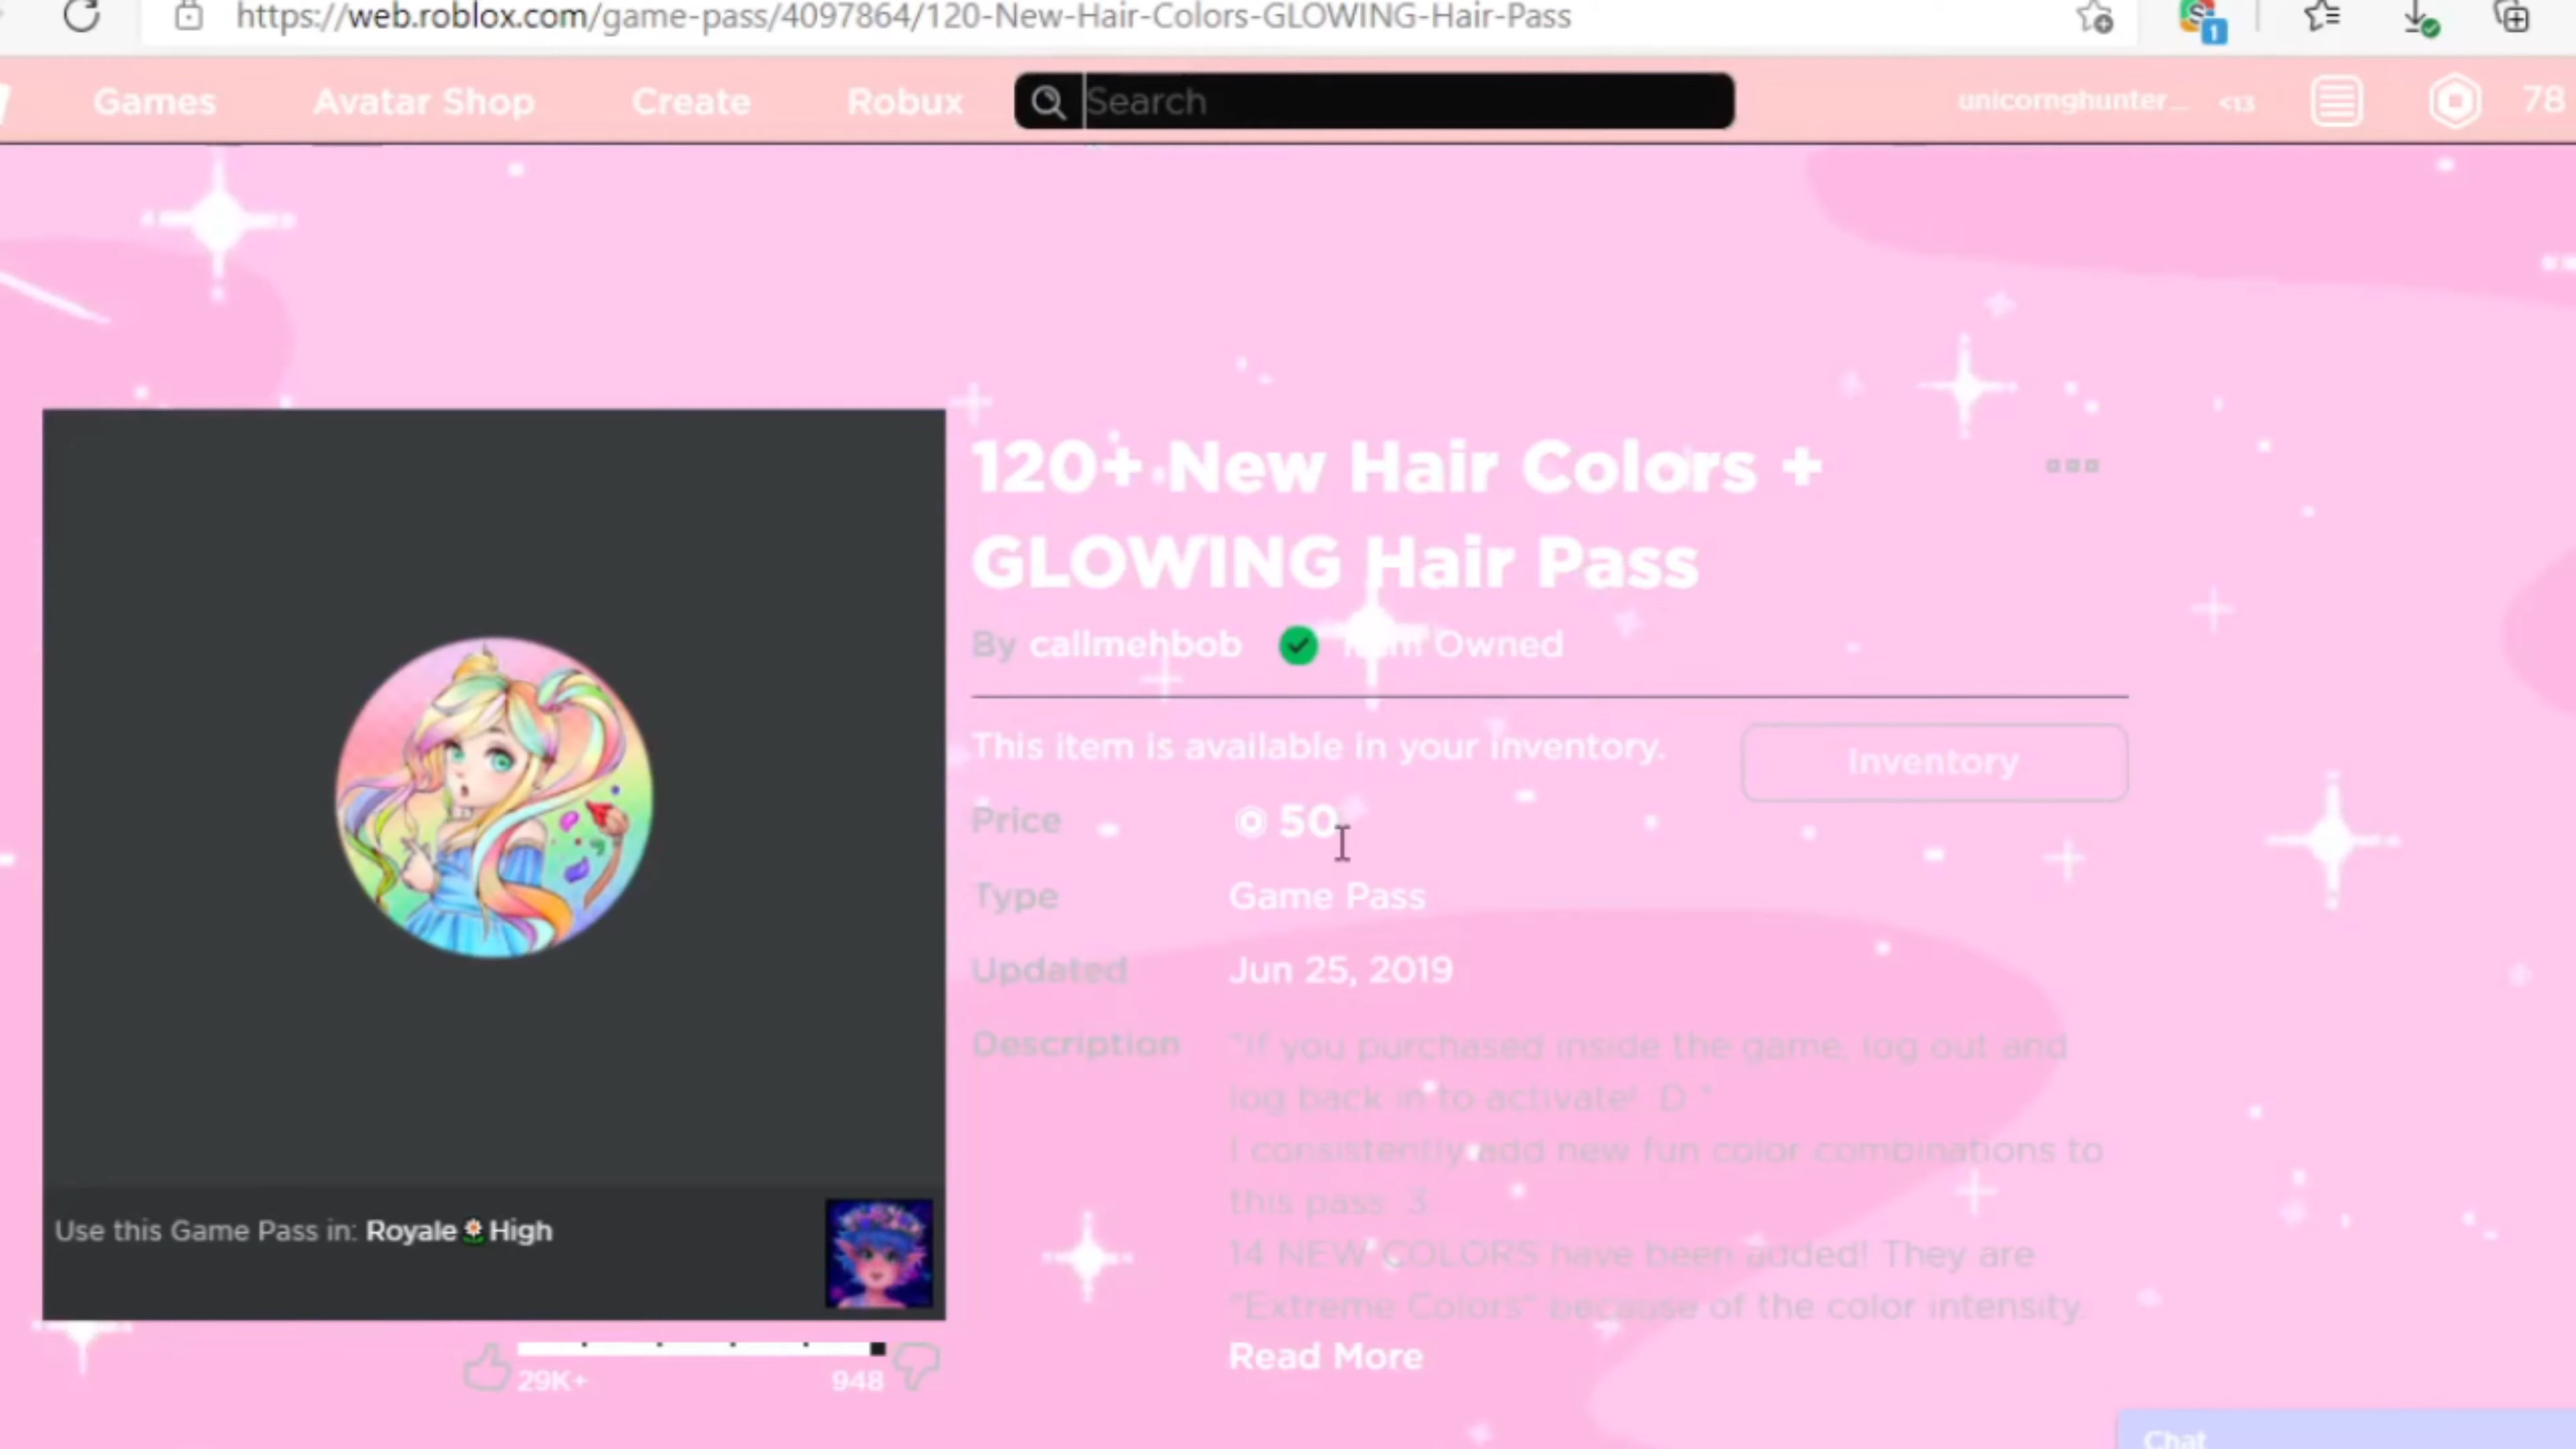 https://web.roblox.com/game-pass/4097864/120-New-Hair-Colors-GLOWING-Hair-Pass
1
Games Avatar Shop Create Robux Search unicornghunter... <13 78
120+ New Hair Colors +
GLOWING Hair Pass
By callmehbob Owned
This item is available in your inventory. Inventory
Price 50
Type Game Pass
Updated Jun 25, 2019
Description "If you purchased inside the game, log out and
log back in to activate! :D "
I consistently add new fun color combinations to
this pass :3
14 NEW COLORS have been added! They are
"Extreme Colors" because of the color intensity.
Read More
Use this Game Pass in: Royale High
29K+ 948
Chat